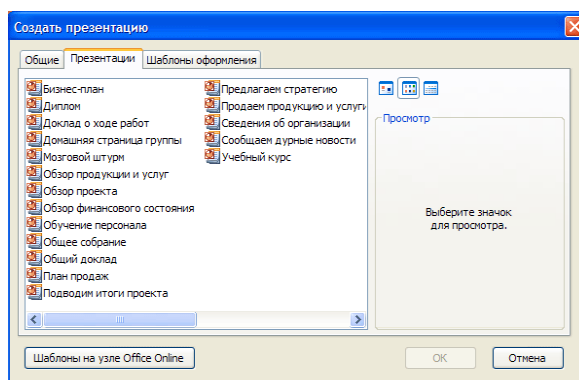 Создать презентацию
Общие
Презентации
Шаблоны оформления
Бизнес-план
Диплом
Доклад о ходе работ
Домашняя страница группы
Мозговой штурм
Обзор продукции и услуг
Обзор проекта
Обзор финансового состояния
Обучение персонала
Общее собрание
Общий доклад
План продаж
Подводим итоги проекта
Предлагаем стратегию
Продаем продукцию и услуги
Сведения об организации
Сообщаем дурные новости
Учебный курс
Просмотр
Выберите значок
для просмотра.
Шаблоны на узле Office Online
ОК
Отмена